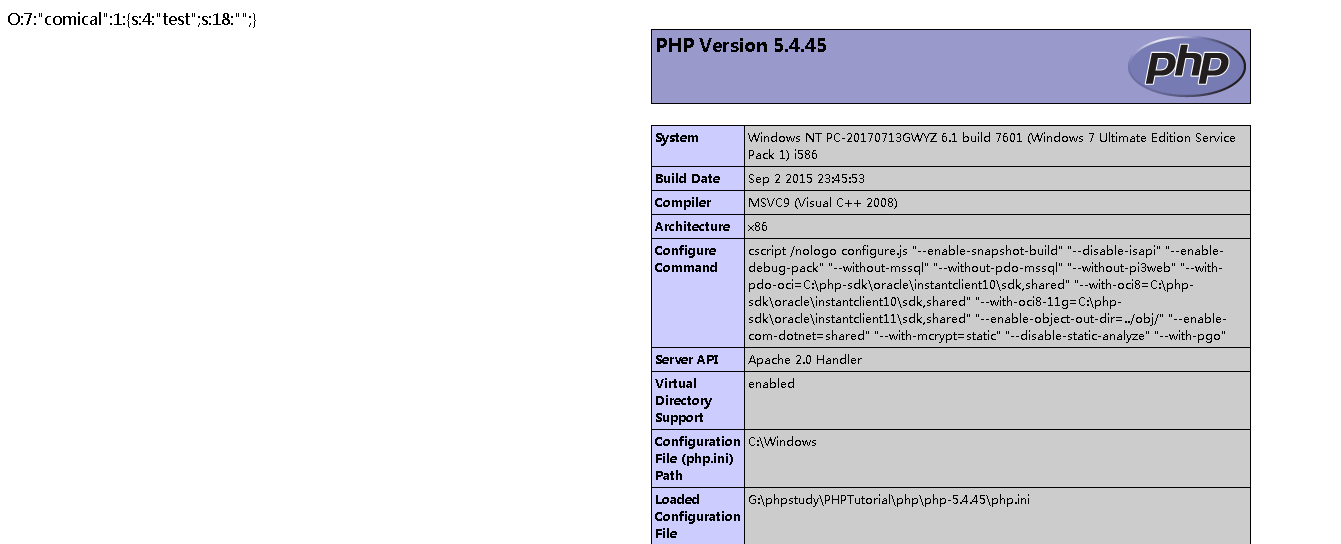 O:7:"comical":1:{s:4:"test";s:18:"";}
PHP Version 5.4.45
php
System
Windows NT PC-20170713GWYZ 6.1 build 7601 (Windows 7 Ultimate Edition Service
Pack 1) i586
Build Date
Sep 2 2015 23:45:53
Compiler
MSVC9 (Visual C++ 2008)
Architecture
x86
Configure
Command
cscript /nologo configure.js "--enable-snapshot-build" "--disable-isapi" "--enable-
debug-pack" "--without-mssql" "--without-pdo-mssql" "--without-pi3web" "--with-
pdo-oci=C:\php-sdk\oracle\instantclient10\sdk,shared" "--with-oci8=C:\php-
sdk\oracle\instantclient10\sdk,shared" "--with-oci8-11g=C:\php-
sdk\oracle\instantclient11\sdk,shared" "--enable-object-out-dir=../obj/" "--enable-
com-dotnet=shared" "--with-mcrypt=static" "--disable-static-analyze" "--with-pgo"
Server API
Apache 2.0 Handler
Virtual
Directory
Support
enabled
Configuration
File (php.ini)
Path
C:\Windows
Loaded
Configuration
File
G:\phpstudy\PHPTutorial\php\php-5.4.45\php.ini